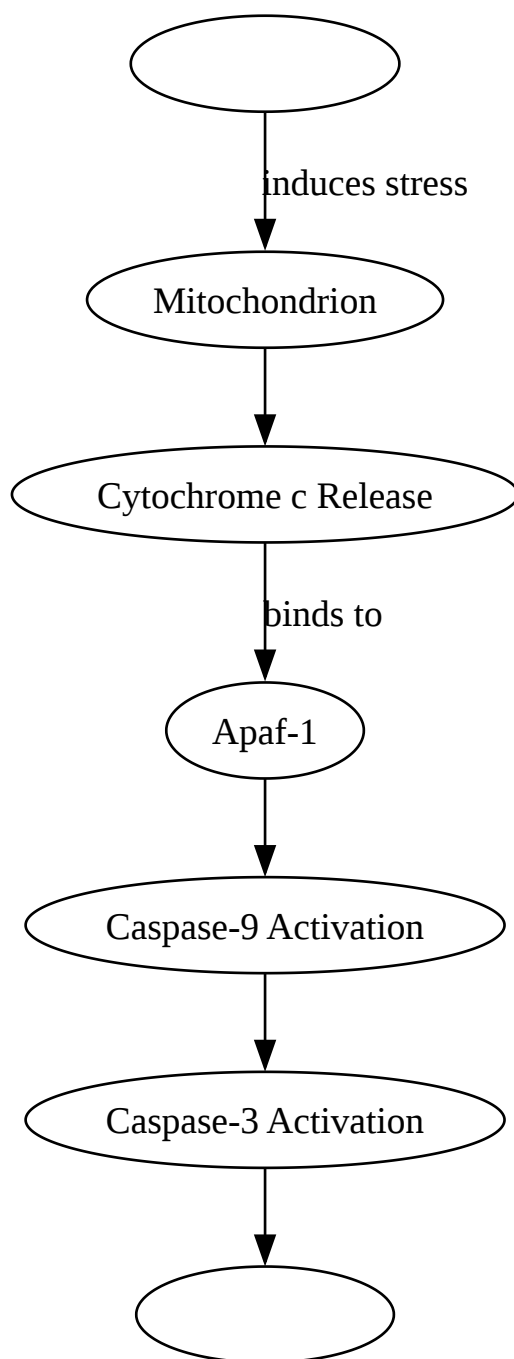 induces stress
Mitochondrion
Cytochrome c Release
binds to
Apaf-1
Caspase-9 Activation
Caspase-3 Activation